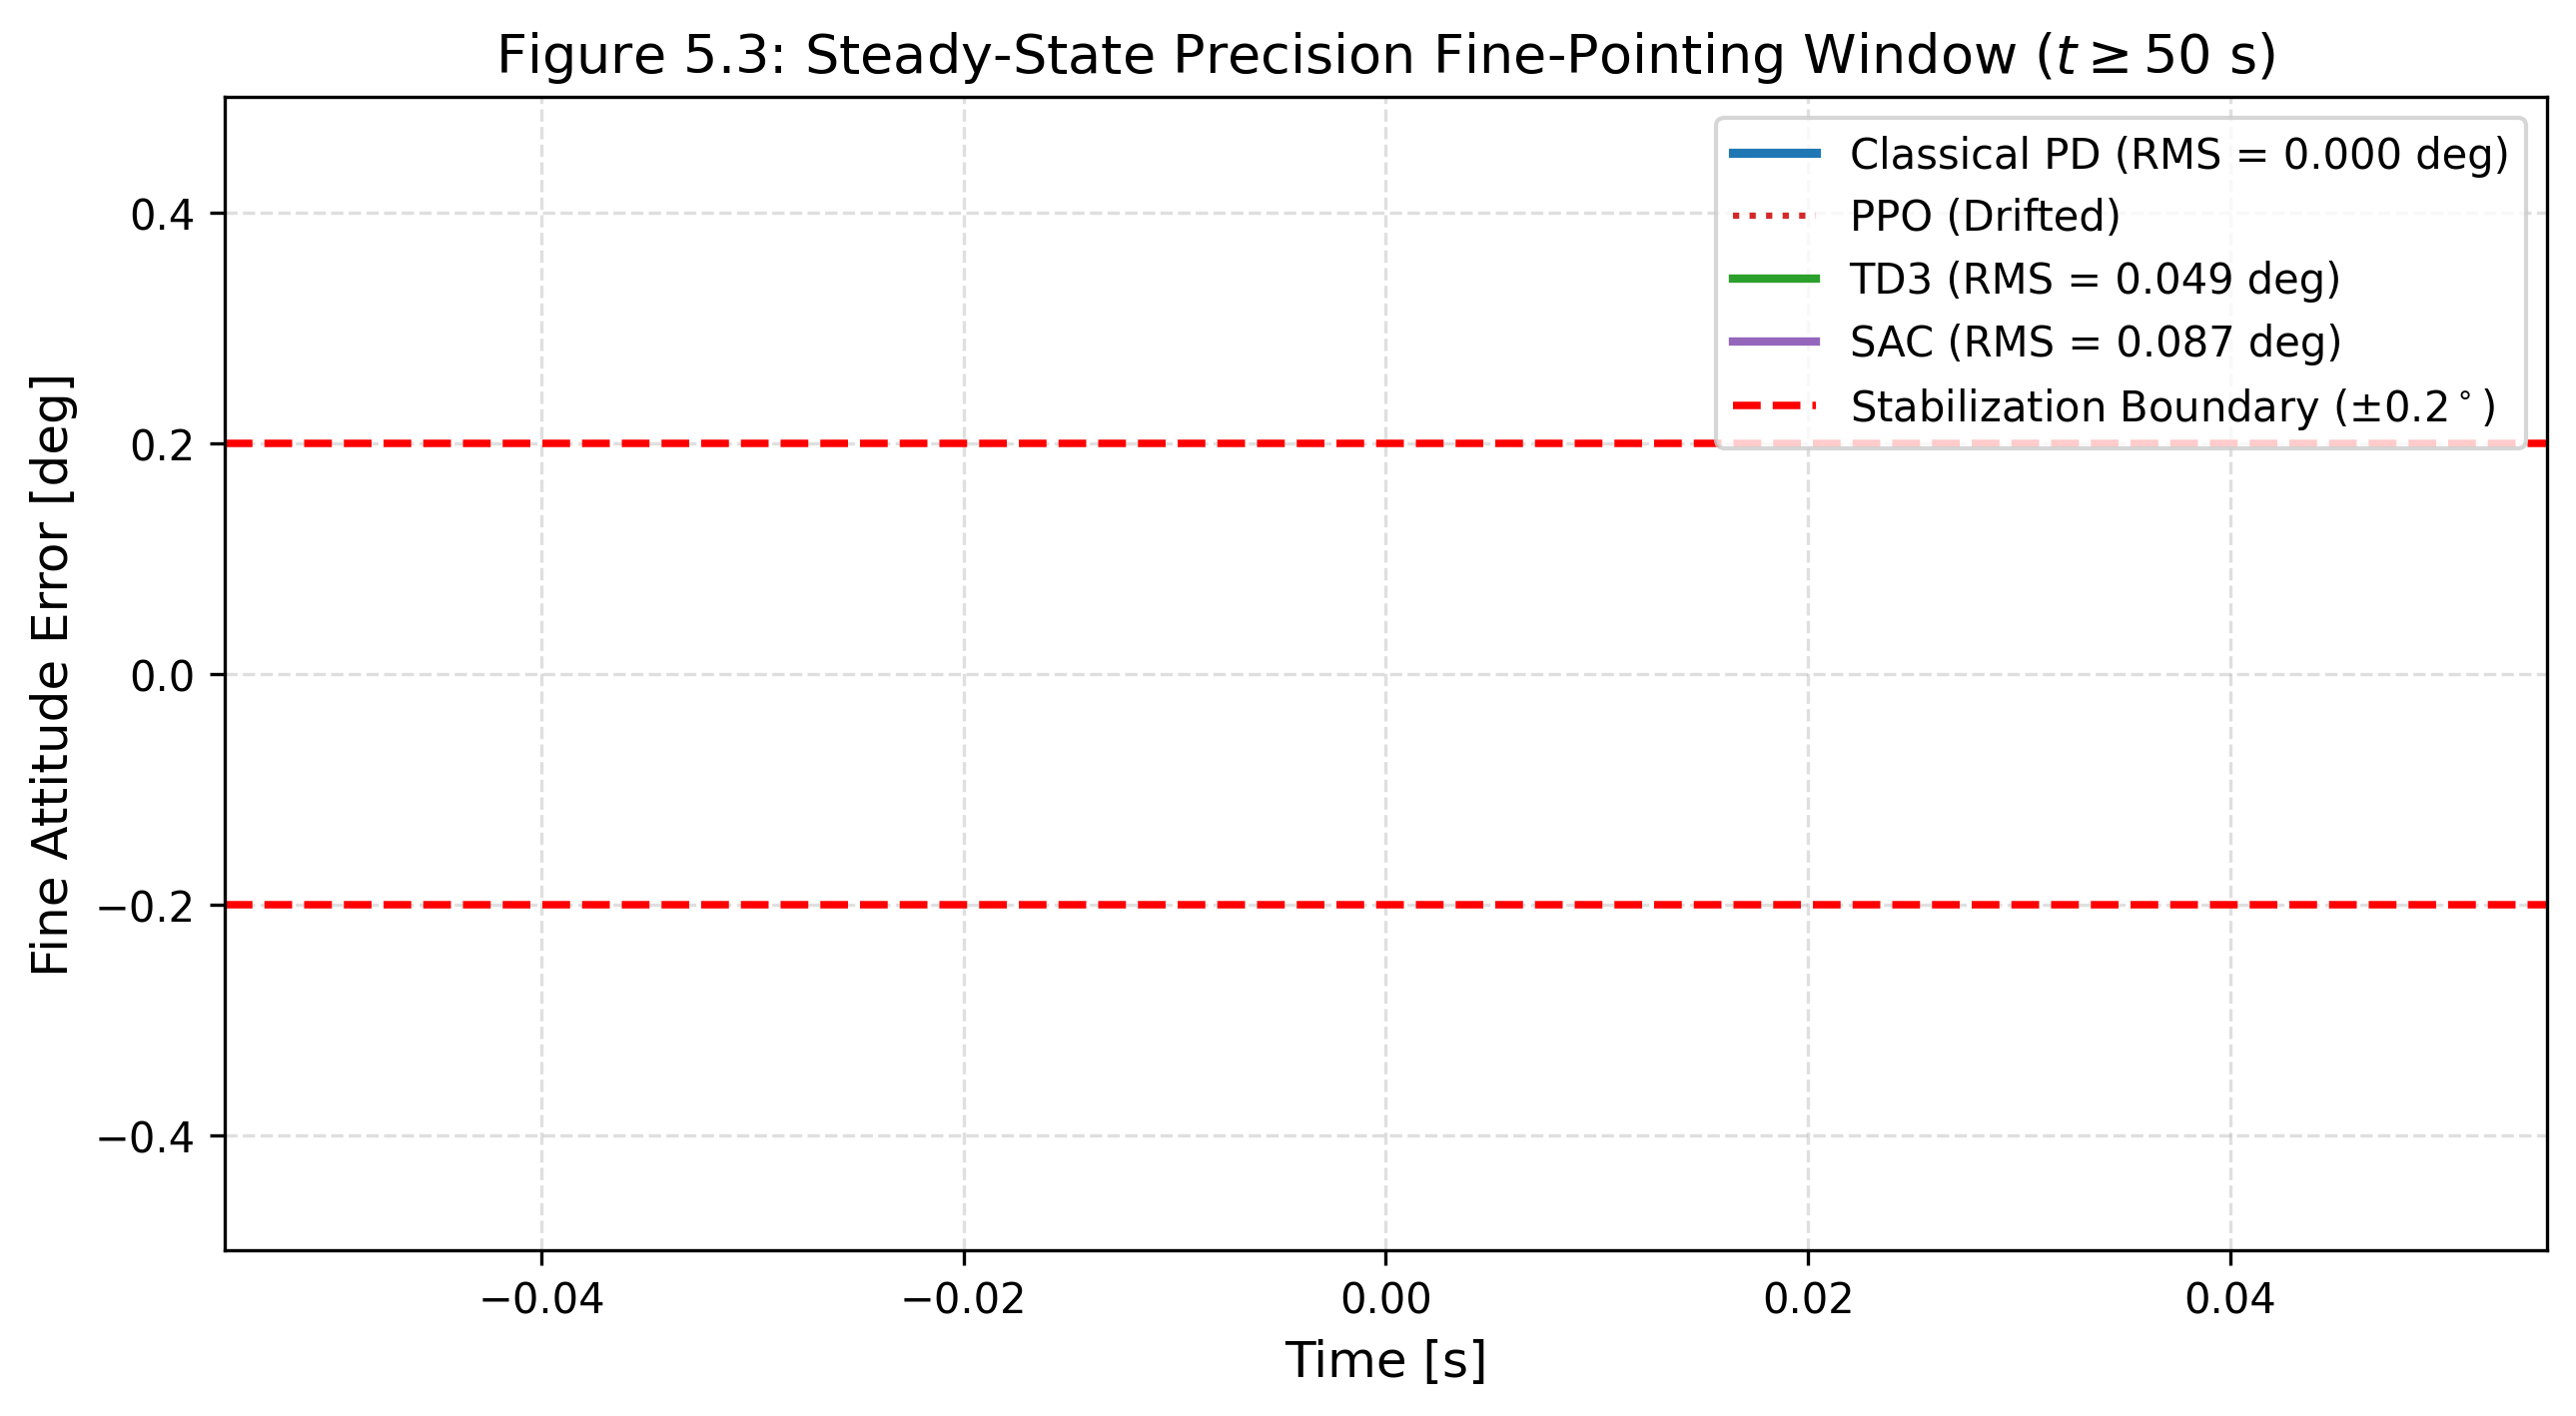 Figure 5.3: Steady-State Precision Fine-Pointing Window (t ≥ 50 s)
Classical PD (RMS = 0.000 deg)
PPO (Drifted)
TD3 (RMS = 0.049 deg)
SAC (RMS = 0.087 deg)
Stabilization Boundary (±0.2°)
Fine Attitude Error [deg]
0.4
0.2
0.0
−0.2
−0.4
−0.04
−0.02
0.00
0.02
0.04
Time [s]